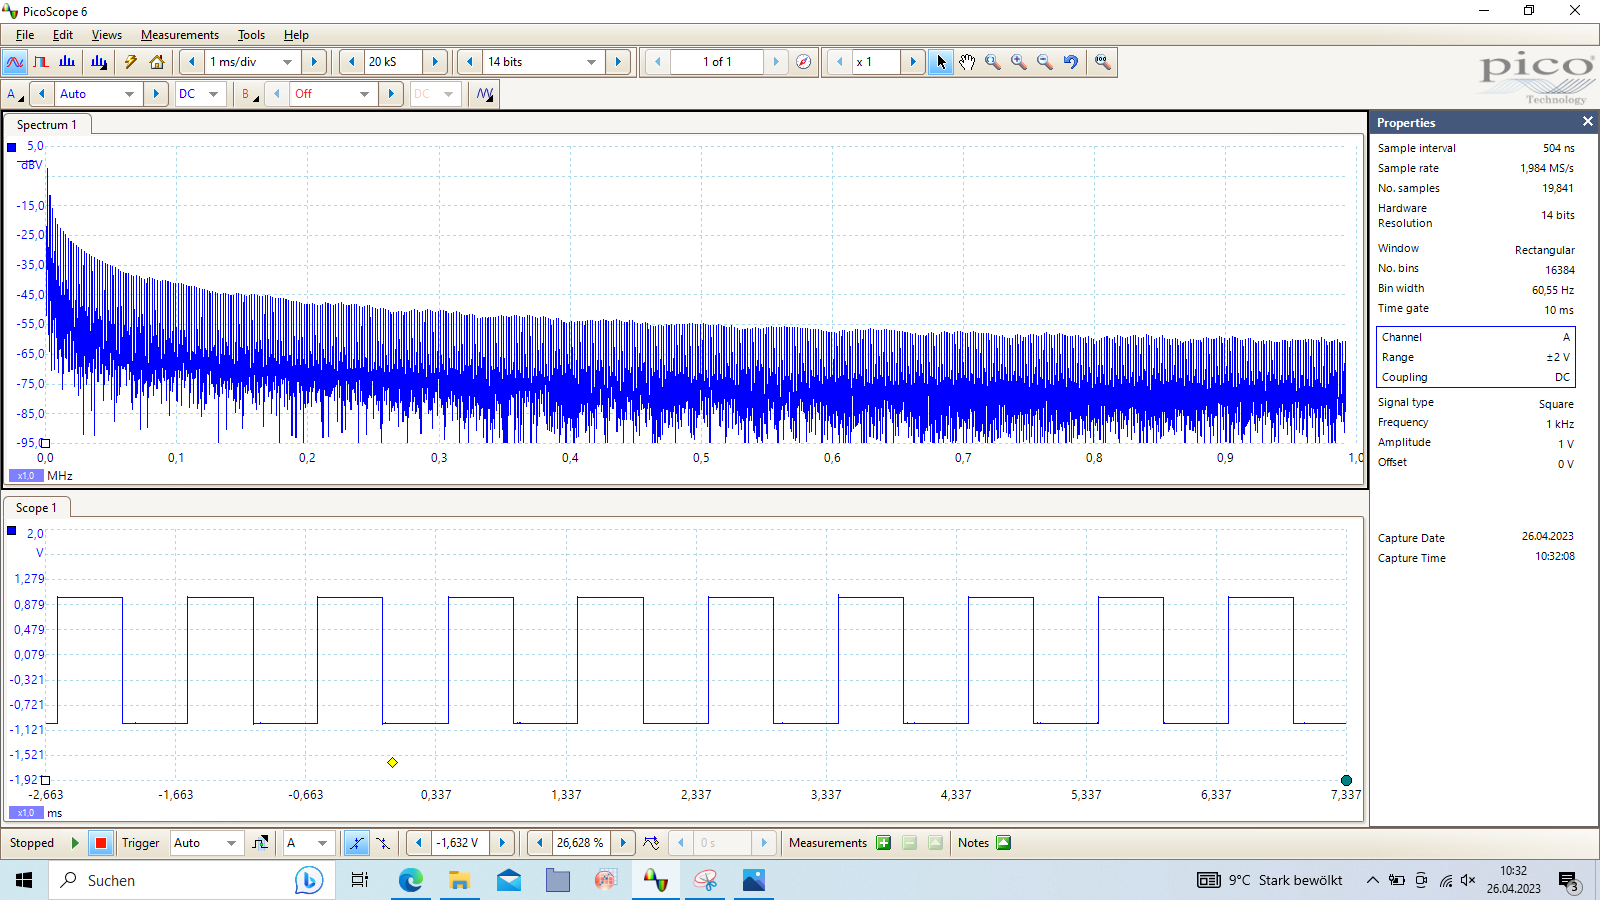 PicoScope 6
File Edit Views Measurements Tools Help
1 ms/div 20 kS 14 bits 1 of 1 x 1
A Auto DC B Off DC
pico
Technology
Spectrum 1
5,0
dBV
-15,0
-25,0
-35,0
-45,0
-55,0
-65,0
-75,0
-85,0
-95,0
0,0 0,1 0,2 0,3 0,4 0,5 0,6 0,7 0,8 0,9 1,0
x1,0 MHz
Scope 1
2,0
V
1,279
0,879
0,479
0,079
-0,321
-0,721
-1,121
-1,521
-1,921
-2,663 -1,663 -0,663 0,337 1,337 2,337 3,337 4,337 5,337 6,337 7,337
x1,0 ms
Properties
Sample interval 504 ns
Sample rate 1,984 MS/s
No. samples 19,841
Hardware
Resolution 14 bits
Window Rectangular
No. bins 16384
Bin width 60,55 Hz
Time gate 10 ms
Channel A
Range ±2 V
Coupling DC
Signal type Square
Frequency 1 kHz
Amplitude 1 V
Offset 0 V
Capture Date 26.04.2023
Capture Time 10:32:08
Stopped Trigger Auto A -1,632 V 26,628 % 0 s Measurements Notes
Suchen 9°C Stark bewölkt 10:32
26.04.2023 3